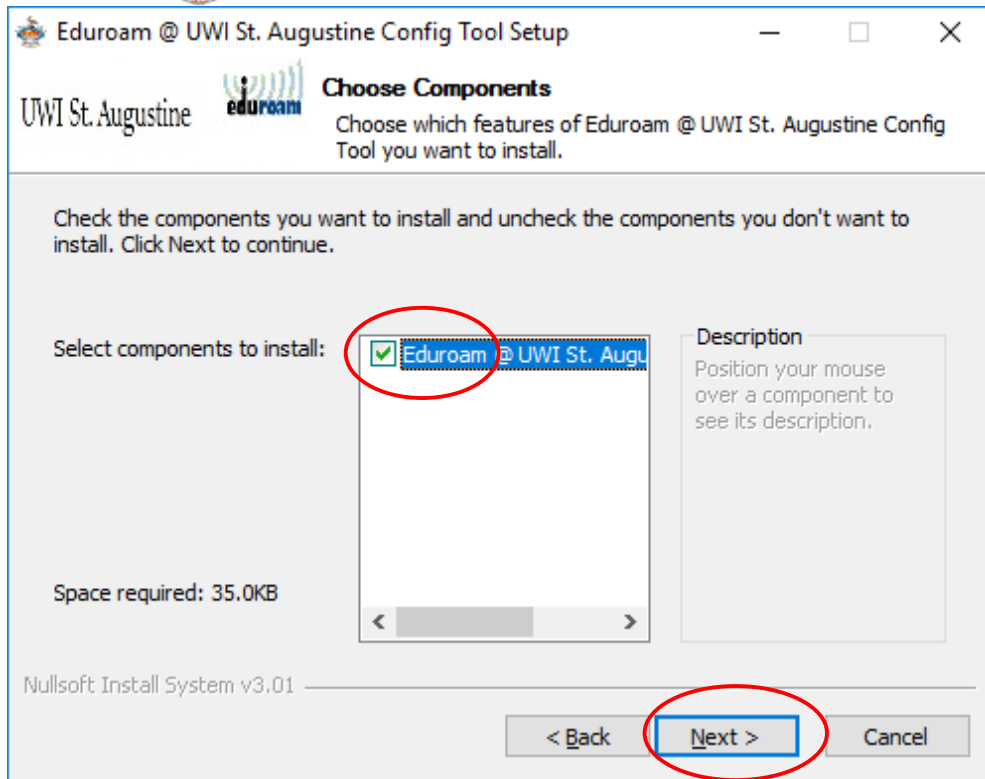 Eduroam @ UWI St. Augustine Config Tool Setup
UWI St. Augustine
eduroam
Choose Components
Choose which features of Eduroam @ UWI St. Augustine Config
Tool you want to install.
Check the components you want to install and uncheck the components you don't want to
install. Click Next to continue.
Select components to install:
Eduroam @ UWI St. Augu
Description
Position your mouse
over a component to
see its description.
Space required: 35.0KB
Nullsoft Install System v3.01
< Back
Next >
Cancel